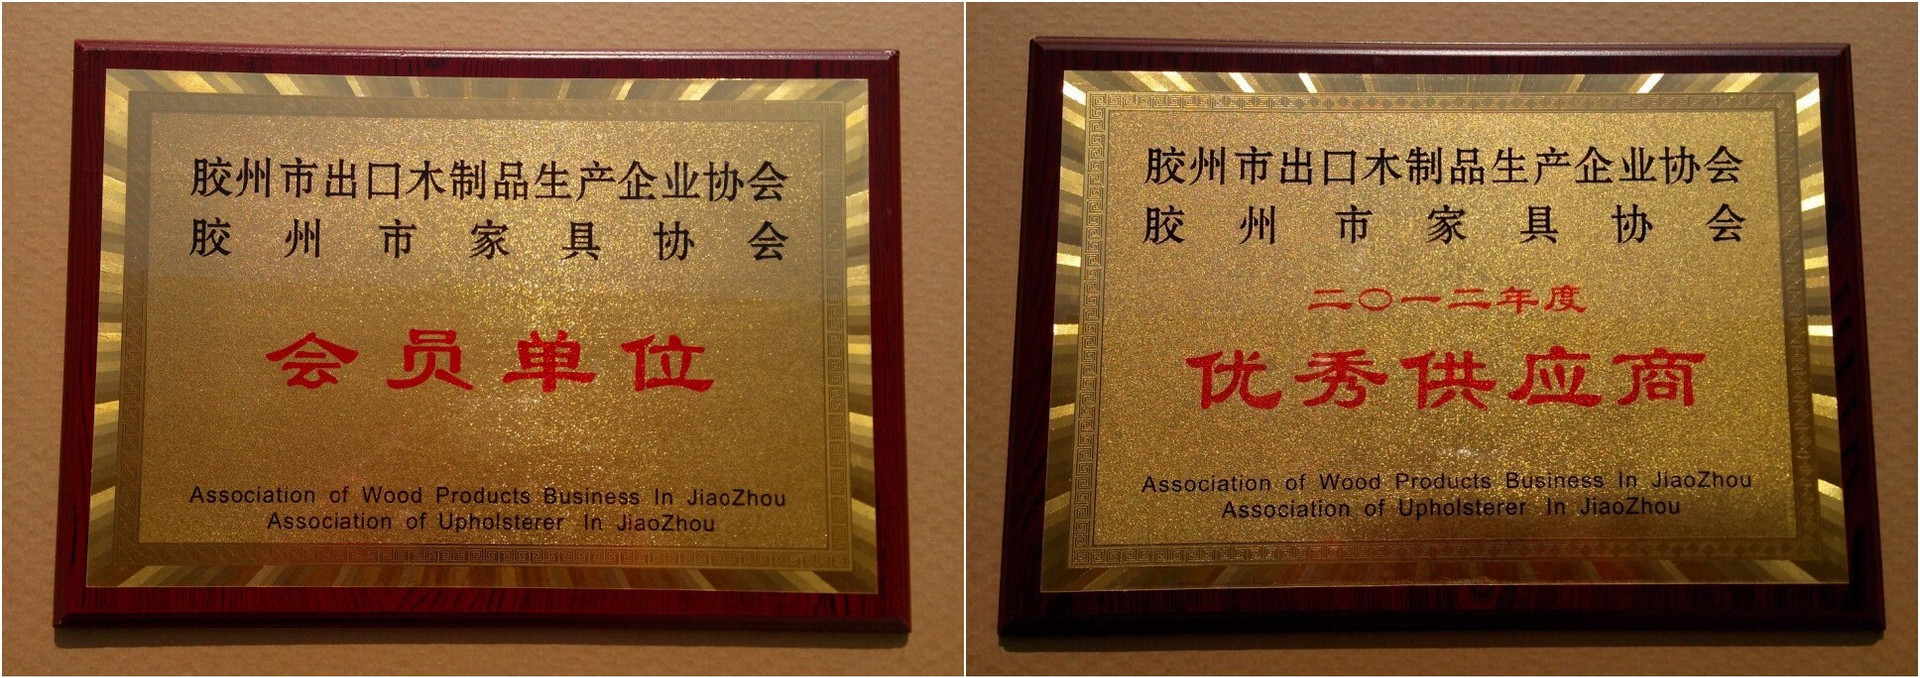 胶州市出口木制品生产企业协会
胶州市家具协会
会员单位
Association of Wood Products Business In JiaoZhou
Association of Upholsterer In JiaoZhou
胶州市出口木制品生产企业协会
胶州市家具协会
二〇一二年度
优秀供应商
Association of Wood Products Business In JiaoZhou
Association of Upholsterer In JiaoZhou